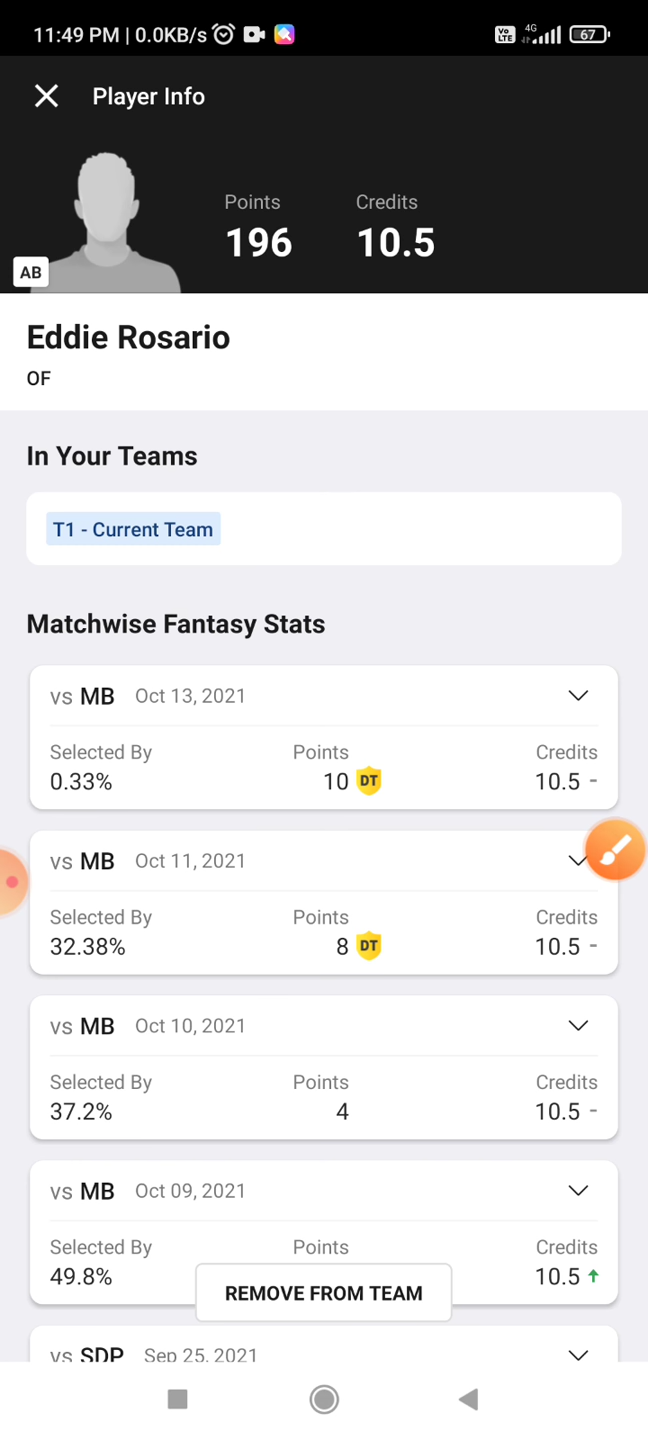 11:49 PM | 0.0KB/s
Vo LTE 4G 67
Player Info
Points Credits
196 10.5
AB
Eddie Rosario
OF
In Your Teams
T1 - Current Team
Matchwise Fantasy Stats
vs MB Oct 13, 2021
Selected By Points Credits
0.33% 10 DT 10.5 -
vs MB Oct 11, 2021
Selected By Points Credits
32.38% 8 DT 10.5 -
vs MB Oct 10, 2021
Selected By Points Credits
37.2% 4 10.5 -
vs MB Oct 09, 2021
Selected By Points Credits
49.8% 10.5
REMOVE FROM TEAM
vs SDP Sep 25, 2021